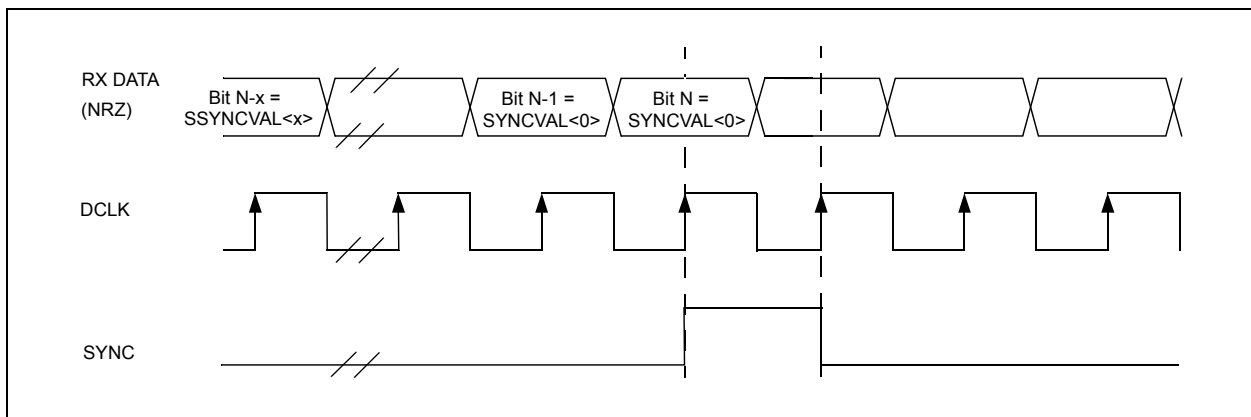 RX DATA
(NRZ)
Bit N-x =
SSYNCVAL<x>
Bit N-1 =
SYNCVAL<0>
Bit N =
SYNCVAL<0>
DCLK
SYNC